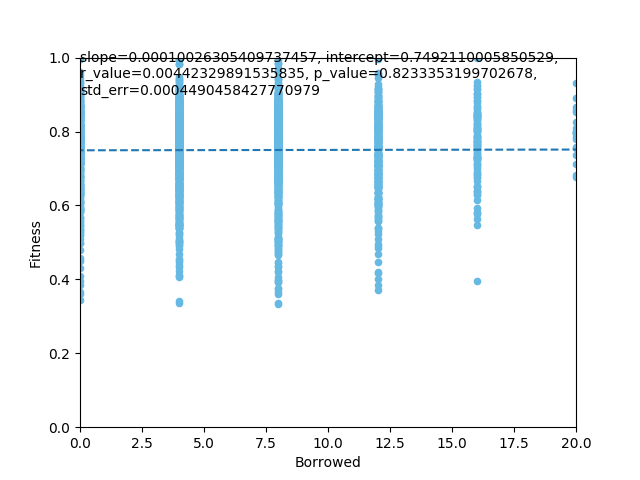 slope=0.00010026305409737457, intercept=0.7492110005850529,
r_value=0.00442329891535835, p_value=0.8233353199702678,
std_err=0.0004490458427770979
1.0
0.8
0.6
0.4
0.2
0.0
Fitness
0.0 2.5 5.0 7.5 10.0 12.5 15.0 17.5 20.0
Borrowed